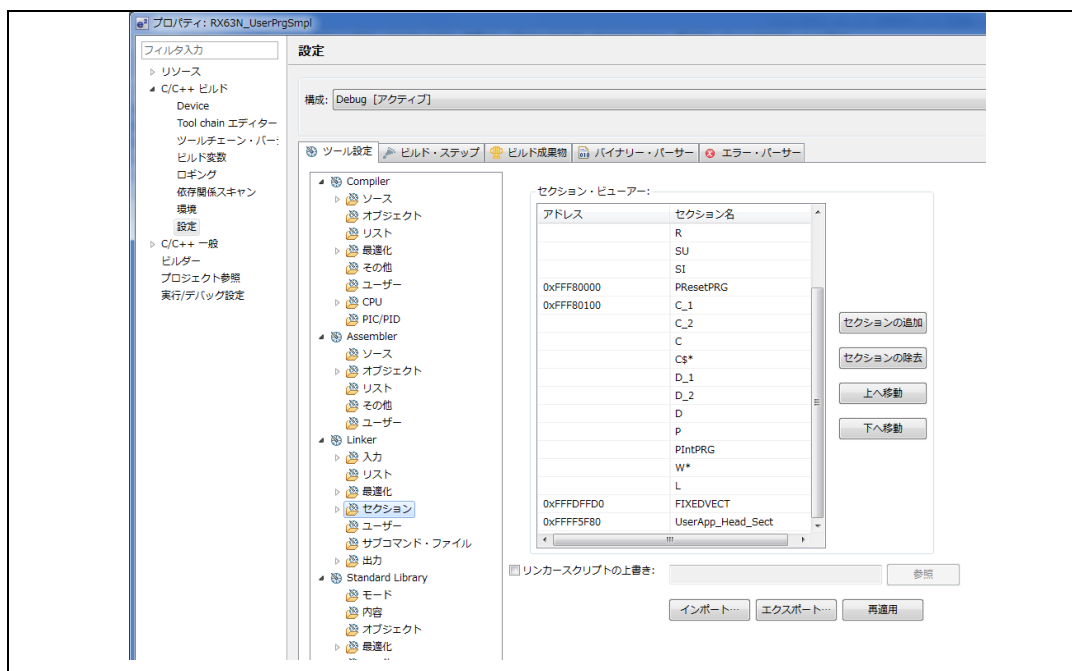 e² プロパティ: RX63N_UserPrgSmpl
フィルタ入力
リソース
C/C++ ビルド
Device
Tool chain エディター
ツールチェーン・バー
ビルド変数
ロギング
依存関係スキャン
環境
設定
C/C++ 一般
ビルダー
プロジェクト参照
実行/デバッグ設定
設定
構成: Debug [アクティブ]
ツール設定 ビルド・ステップ ビルド成果物 バイナリー・パーサー エラー・パーサー
Compiler
ソース
オブジェクト
リスト
最適化
その他
ユーザー
CPU
PIC/PID
Assembler
ソース
オブジェクト
リスト
その他
ユーザー
Linker
入力
リスト
最適化
セクション
ユーザー
サブコマンド・ファイル
出力
Standard Library
モード
内容
オブジェクト
最適化
セクション・ビューアー:
アドレス セクション名
R
SU
SI
0xFFF80000 PResetPRG
0xFFF80100 C_1
C_2
C
C$*
D_1
D_2
D
P
PIntPRG
W*
L
0xFFFDFFD0 FIXEDVECT
0xFFFF5F80 UserApp_Head_Sect
セクションの追加
セクションの除去
上へ移動
下へ移動
リンカースクリプトの上書き:
参照
インポート… エクスポート… 再適用